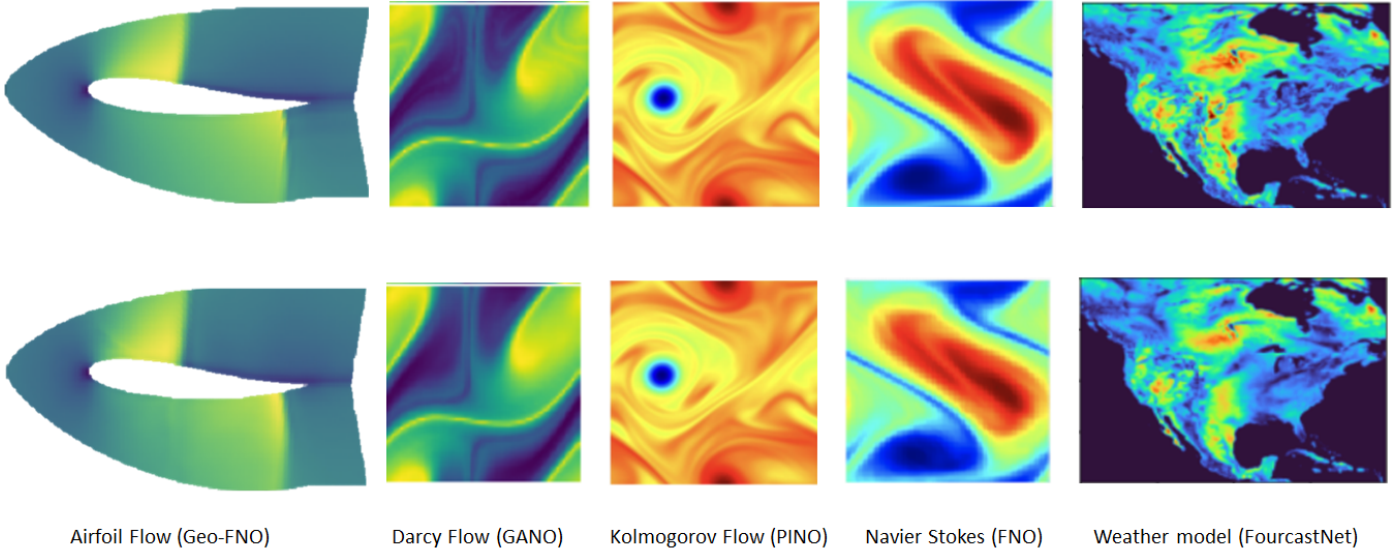 Airfoil Flow (Geo-FNO)
Darcy Flow (GANO)
Kolmogorov Flow (PINO)
Navier Stokes (FNO)
Weather model (FourcastNet)